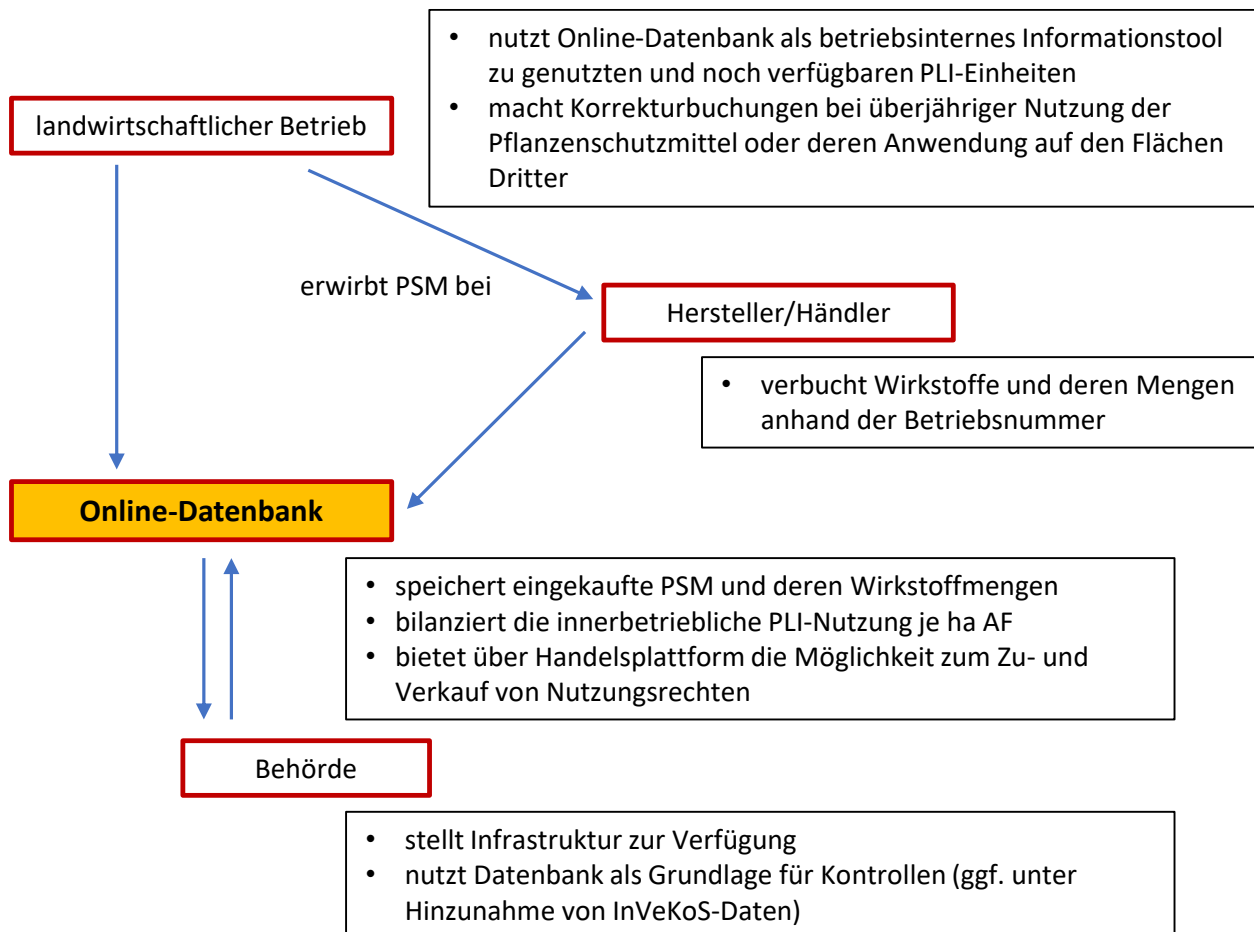 • nutzt Online-Datenbank als betriebsinternes Informationstool
zu genutzten und noch verfügbaren PLI-Einheiten
• macht Korrekturbuchungen bei überjähriger Nutzung der
Pflanzenschutzmittel oder deren Anwendung auf den Flächen
Dritter
landwirtschaftlicher Betrieb
erwirbt PSM bei
Hersteller/Händler
• verbucht Wirkstoffe und deren Mengen
anhand der Betriebsnummer
Online-Datenbank
• speichert eingekaufte PSM und deren Wirkstoffmengen
• bilanziert die innerbetriebliche PLI-Nutzung je ha AF
• bietet über Handelsplattform die Möglichkeit zum Zu- und
Verkauf von Nutzungsrechten
Behörde
• stellt Infrastruktur zur Verfügung
• nutzt Datenbank als Grundlage für Kontrollen (ggf. unter
Hinzunahme von InVeKoS-Daten)